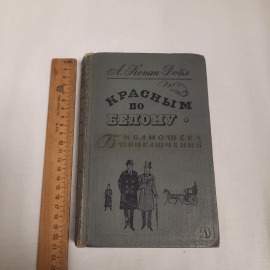 А. Конан Дойл
КРАСНЫМ
ПО
БЕЛОМУ
БИБЛИОТЕКА
ПРИКЛЮЧЕНИЙ